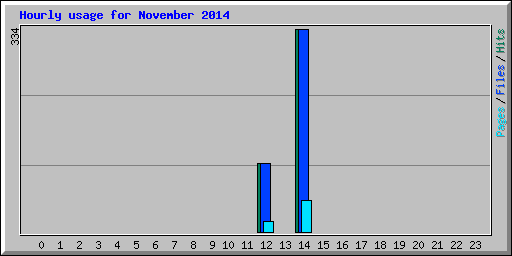 Hourly usage for November 2014
334
Pages/Files/Hits
0 1 2 3 4 5 6 7 8 9 10 11 12 13 14 15 16 17 18 19 20 21 22 23